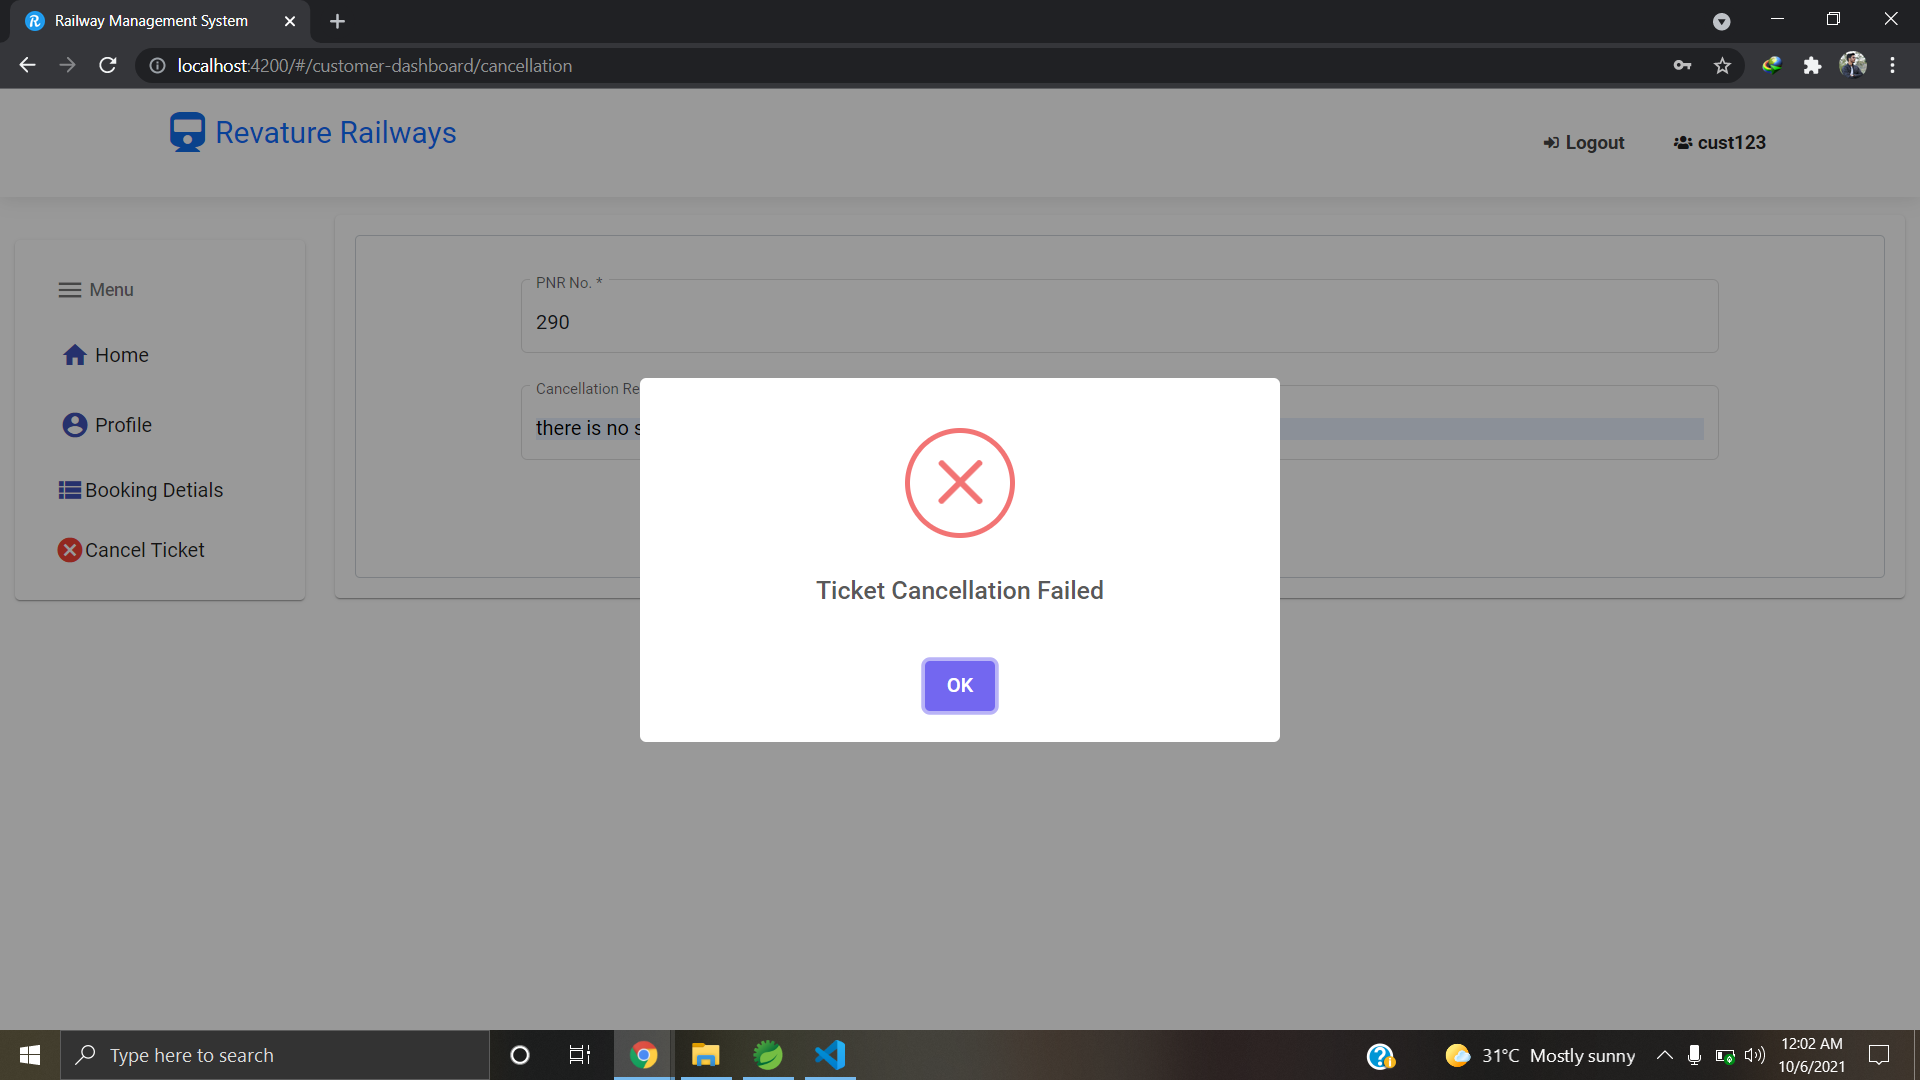 Railway Management System
localhost:4200/#/customer-dashboard/cancellation
Revature Railways
Logout
cust123
Menu
Home
Profile
Booking Detials
Cancel Ticket
PNR No. *
290
Cancellation Re
there is no s
Ticket Cancellation Failed
OK
Type here to search
31°C Mostly sunny
12:02 AM
10/6/2021